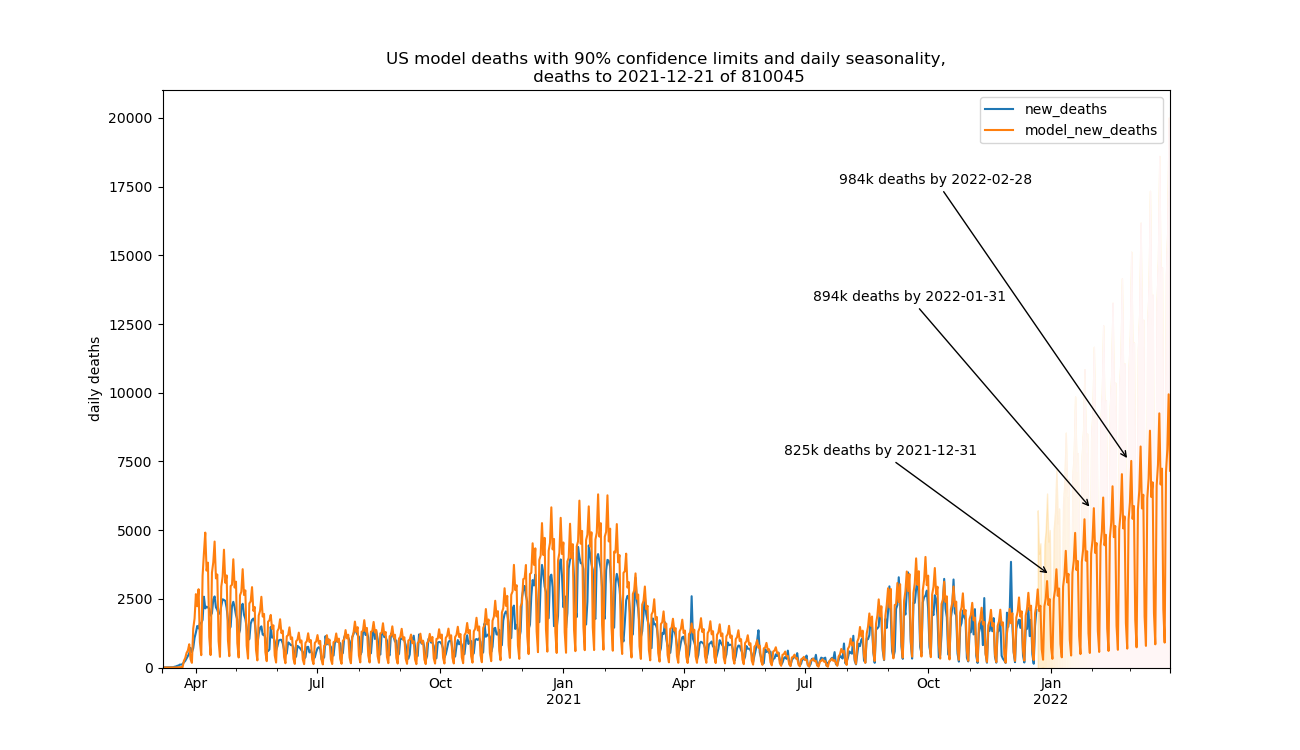 US model deaths with 90% confidence limits and daily seasonality,
deaths to 2021-12-21 of 810045
new_deaths
model_new_deaths
20000
17500
15000
12500
10000
7500
5000
2500
0
daily deaths
984k deaths by 2022-02-28
894k deaths by 2022-01-31
825k deaths by 2021-12-31
Apr
Jul
Oct
Jan
2021
Apr
Jul
Oct
Jan
2022